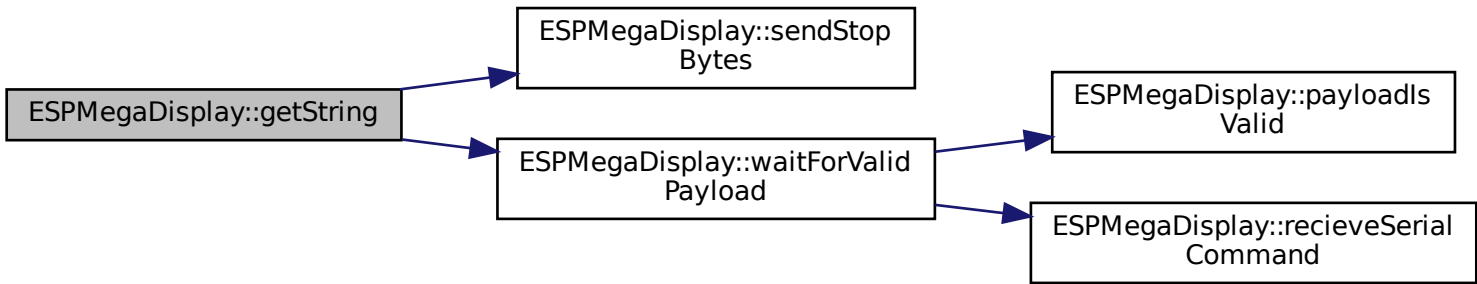 ESPMegaDisplay::getString
ESPMegaDisplay::sendStop
Bytes
ESPMegaDisplay::waitForValid
Payload
ESPMegaDisplay::payloadIs
Valid
ESPMegaDisplay::recieveSerial
Command